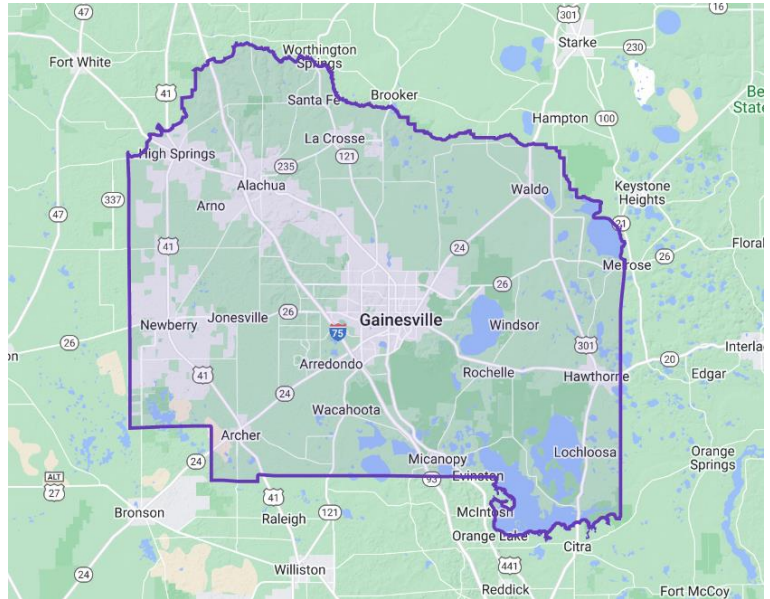 47
301
16
Starke
Worthington
Springs
Fort White
230
41
Santa Fe
Brooker
Be
State
Hampton
100
La Crosse
121
High Springs
235
Alachua
Waldo
Keystone
Heights
337
Arno
47
21
41
24
Floral
26
Melrose
26
Jonesville
26
Newberry
Gainesville
Windsor
75
301
26
on
Interla
20
Arredondo
Rochelle
Hawthorne
Edgar
41
24
Wacahoota
Archer
Micanopy
Lochloosa
Orange
Springs
24
ALT
27
93
Evinston
Bronson
41
Raleigh
121
McIntosh
Orange Lake
Citra
Williston
441
24
Reddick
Fort McCoy